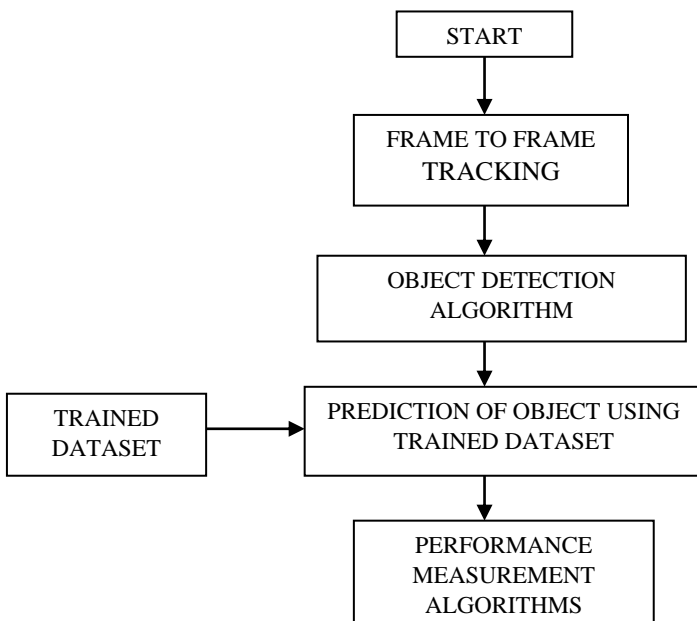 START
FRAME TO FRAME
TRACKING
OBJECT DETECTION
ALGORITHM
TRAINED
DATASET
PREDICTION OF OBJECT USING
TRAINED DATASET
PERFORMANCE
MEASUREMENT
ALGORITHMS